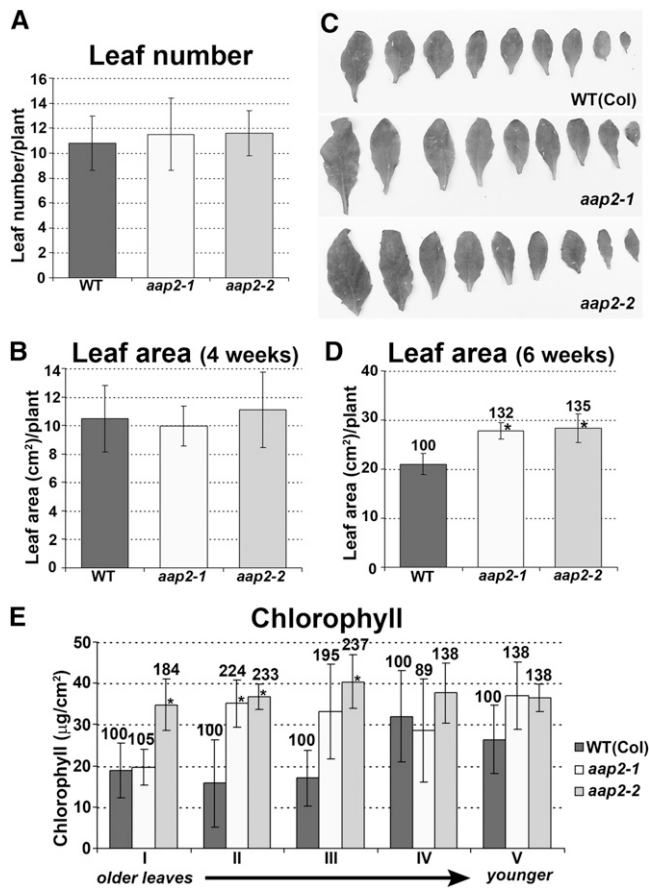 A
Leaf number
Leaf number/plant
16
14
12
10
8
6
4
2
0
WT
aap2-1
aap2-2
C
WT(Col)
aap2-1
aap2-2
B
Leaf area (4 weeks)
Leaf area (cm²)/plant
14
12
10
8
6
4
2
0
WT
aap2-1
aap2-2
D
Leaf area (6 weeks)
Leaf area (cm²)/plant
40
30
20
10
0
100
132
*
135
*
WT
aap2-1
aap2-2
E
Chlorophyll
Chlorophyll (µg/cm²)
50
40
30
20
10
0
100
105
184
*
100
224
*
233
*
100
195
237
*
100
89
138
100
138
138
I
II
III
IV
V
older leaves
younger
WT(Col)
aap2-1
aap2-2